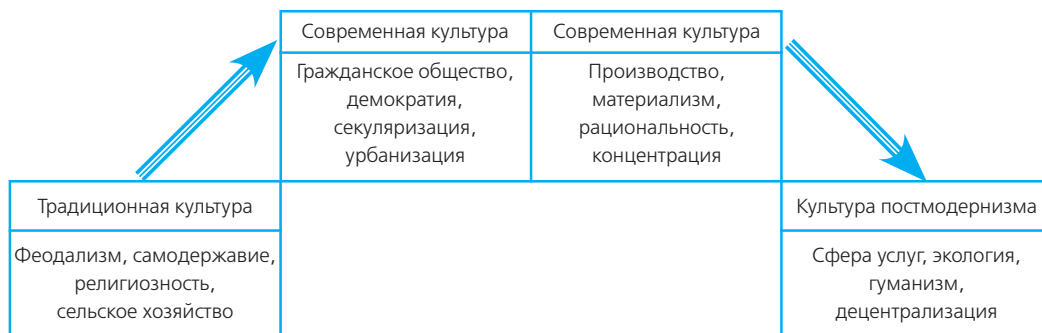 Современная культура
Современная культура
Гражданское общество,
демократия,
секуляризация,
урбанизация
Производство,
материализм,
рациональность,
концентрация
Традиционная культура
Феодализм, самодержавие,
религиозность,
сельское хозяйство
Культура постмодернизма
Сфера услуг, экология,
гуманизм,
децентрализация